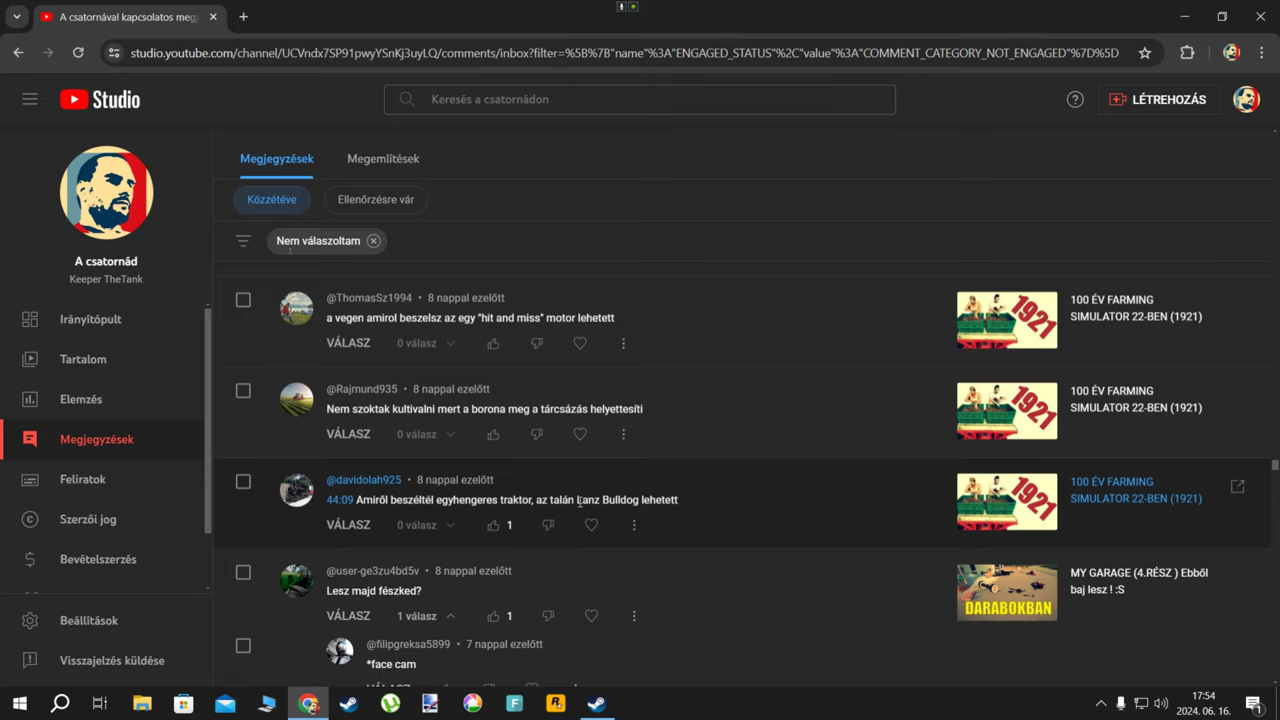 A csatornával kapcsolatos meg
studio.youtube.com/channel/UCVndx7SP91pwyYSnKj3uyLQ/comments/inbox?filter=%5B%7B"name"%3A"ENGAGED_STATUS"%2C"value"%3A"COMMENT_CATEGORY_NOT_ENGAGED"%7D%5D
Studio
Keresés a csatornádon
LÉTREHOZÁS
A csatornád
Keeper TheTank
Irányítópult
Tartalom
Elemzés
Megjegyzések
Feliratok
Szerzői jog
Bevételszerzés
Beállítások
Visszajelzés küldése
Megjegyzések
Megemlítések
Közzétéve
Ellenőrzésre vár
Nem válaszoltam
@ThomasSz1994 • 8 nappal ezelőtt
a vegen amirol beszelsz az egy "hit and miss" motor lehetett
VÁLASZ 0 válasz
1921
100 ÉV FARMING
SIMULATOR 22-BEN (1921)
@Rajmund935 • 8 nappal ezelőtt
Nem szoktak kultivalni mert a borona meg a tárcsázás helyettesíti
VÁLASZ 0 válasz
1921
100 ÉV FARMING
SIMULATOR 22-BEN (1921)
@davidolah925 • 8 nappal ezelőtt
44:09 Amiről beszéltél egyhengeres traktor, az talán Lanz Bulldog lehetett
VÁLASZ 0 válasz 1
1921
100 ÉV FARMING
SIMULATOR 22-BEN (1921)
@user-ge3zu4bd5v • 8 nappal ezelőtt
Lesz majd fészked?
VÁLASZ 1 válasz 1
DARABOKBAN
MY GARAGE (4.RÉSZ ) Ebből
baj lesz ! :S
@filipgreksa5899 • 7 nappal ezelőtt
*face cam
17:54
2024. 06. 16.
1